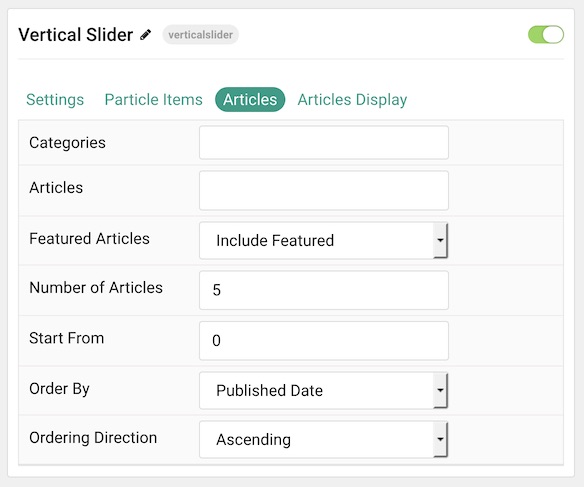 Vertical Slider verticalslider
Settings Particle Items Articles Articles Display
Categories
Articles
Featured Articles Include Featured
Number of Articles 5
Start From 0
Order By Published Date
Ordering Direction Ascending